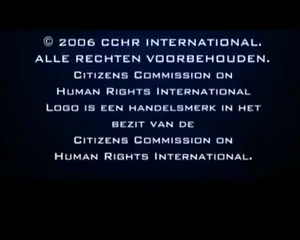 © 2006 CCHR INTERNATIONAL.
ALLE RECHTEN VOORBEHOUDEN.
CITIZENS COMMISSION ON
HUMAN RIGHTS INTERNATIONAL
LOGO IS EEN HANDELSMERK IN HET
BEZIT VAN DE
CITIZENS COMMISSION ON
HUMAN RIGHTS INTERNATIONAL.